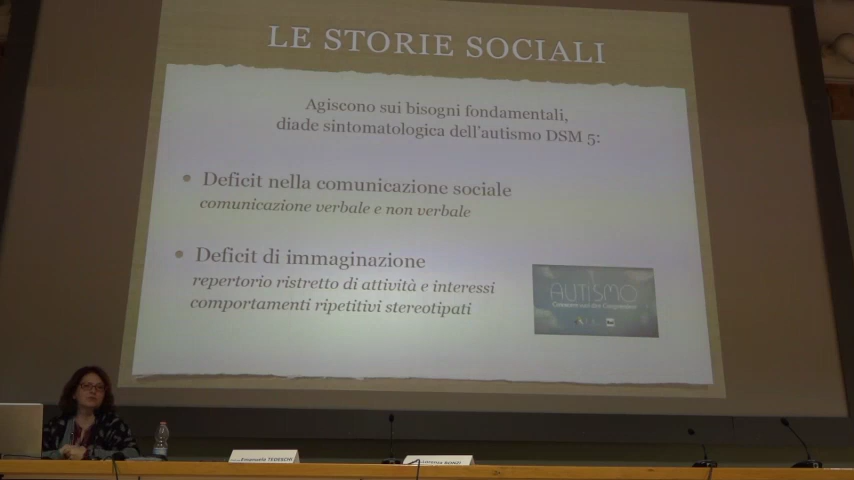 LE STORIE SOCIALI
Agiscono sui bisogni fondamentali,
diade sintomatologica dell'autismo DSM 5:
• Deficit nella comunicazione sociale
comunicazione verbale e non verbale
• Deficit di immaginazione
repertorio ristretto di attività e interessi
comportamenti ripetitivi stereotipati
AUTISMO
Emanuela TEDESCHI
RONZI